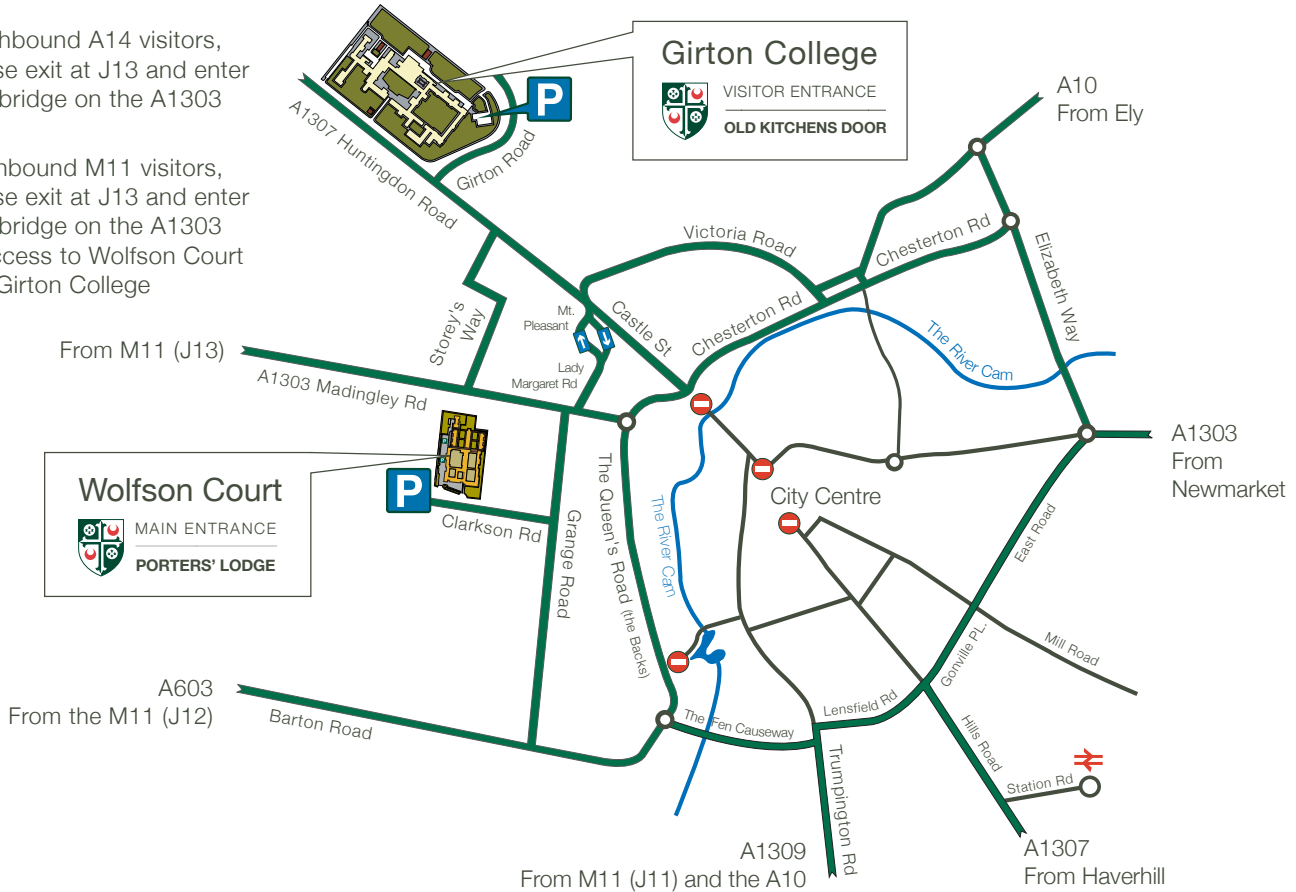 hbound A14 visitors,
se exit at J13 and enter
bridge on the A1303
nbound M11 visitors,
se exit at J13 and enter
bridge on the A1303
ccess to Wolfson Court
Girton College
Girton College
VISITOR ENTRANCE
OLD KITCHENS DOOR
P
A10
From Ely
A1307 Huntingdon Road
Girton Road
Victoria Road
Chesterton Rd
Elizabeth Way
Storey's
Way
Mt.
Pleasant
Castle St
Chesterton Rd
The River Cam
From M11 (J13)
A1303 Madingley Rd
Lady
Margaret Rd
A1303
From
Newmarket
Wolfson Court
MAIN ENTRANCE
PORTERS' LODGE
P
Clarkson Rd
Grange Road
The Queen's Road (the Backs)
The River Cam
City Centre
East Road
Gonville PL.
Mill Road
A603
From the M11 (J12)
Barton Road
The Fen Causeway
Lensfield Rd
Hills Road
Station Rd
Trumpington Rd
A1309
From M11 (J11) and the A10
A1307
From Haverhill